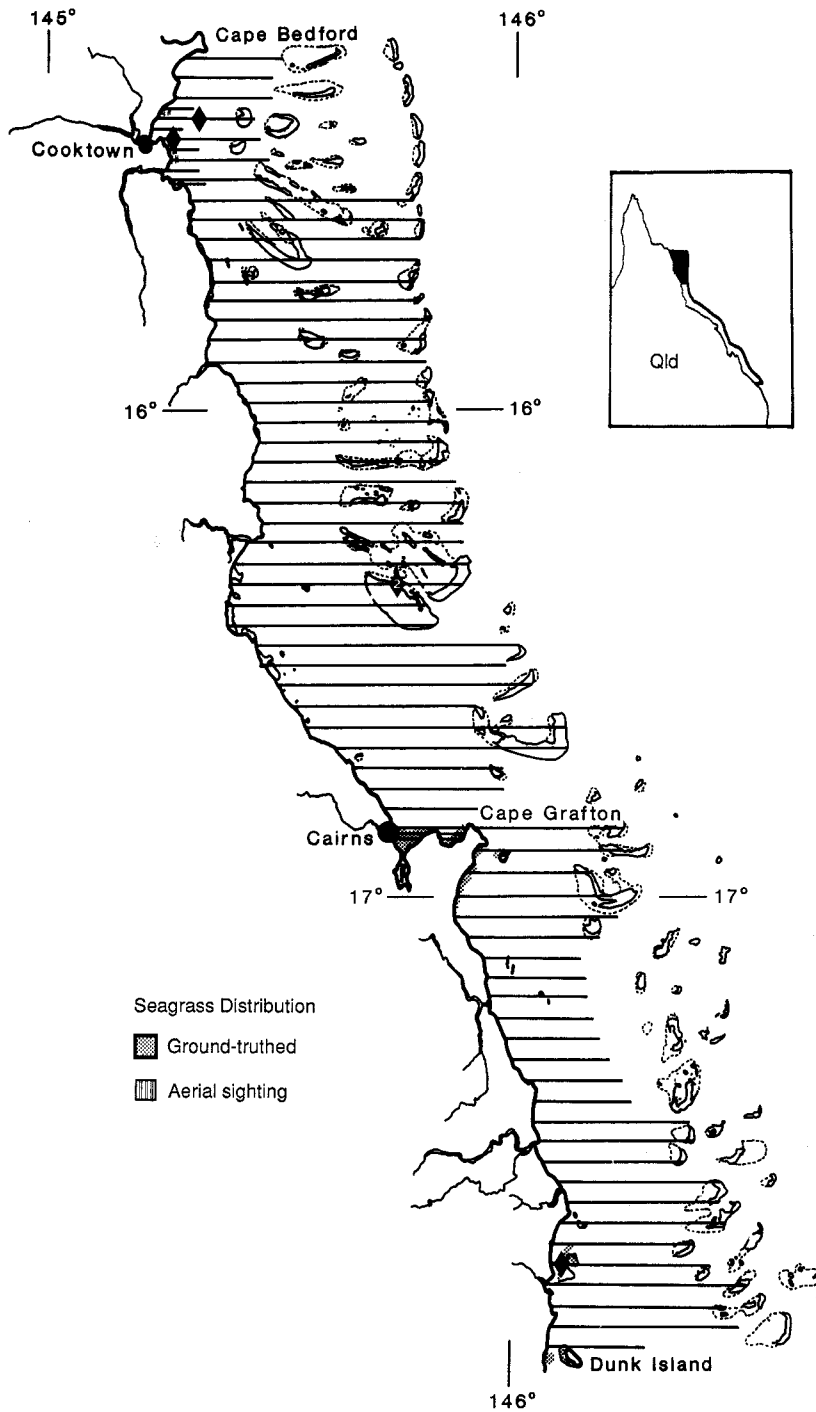 145°
146°
Cape Bedford
Cooktown
Qld
16°
16°
Cape Grafton
Cairns
17°
17°
Seagrass Distribution
Ground-truthed
Aerial sighting
Dunk Island
146°